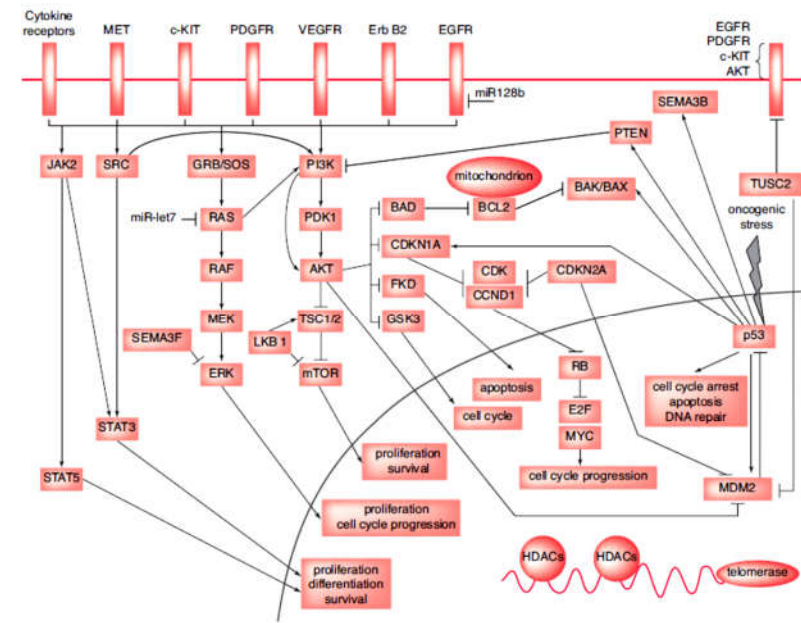 Cytokine
receptors
MET
c-KIT
PDGFR
VEGFR
Erb B2
EGFR
EGFR
PDGFR
c-KIT
AKT
miR128b
SEMA3B
PTEN
JAK2
SRC
GRB/SOS
PI3K
mitochondrion
BAK/BAX
TUSC2
miR-let7
RAS
PDK1
BAD
BCL2
oncogenic
stress
CDKN1A
RAF
AKT
CDK
CDKN2A
FKD
CCND1
MEK
TSC1/2
GSK3
SEMA3F
LKB 1
p53
ERK
mTOR
RB
apoptosis
cell cycle arrest
apoptosis
DNA repair
cell cycle
E2F
STAT3
MYC
proliferation
survival
STAT5
cell cycle progression
MDM2
proliferation
cell cycle progression
HDACs
HDACs
telomerase
proliferation
differentiation
survival